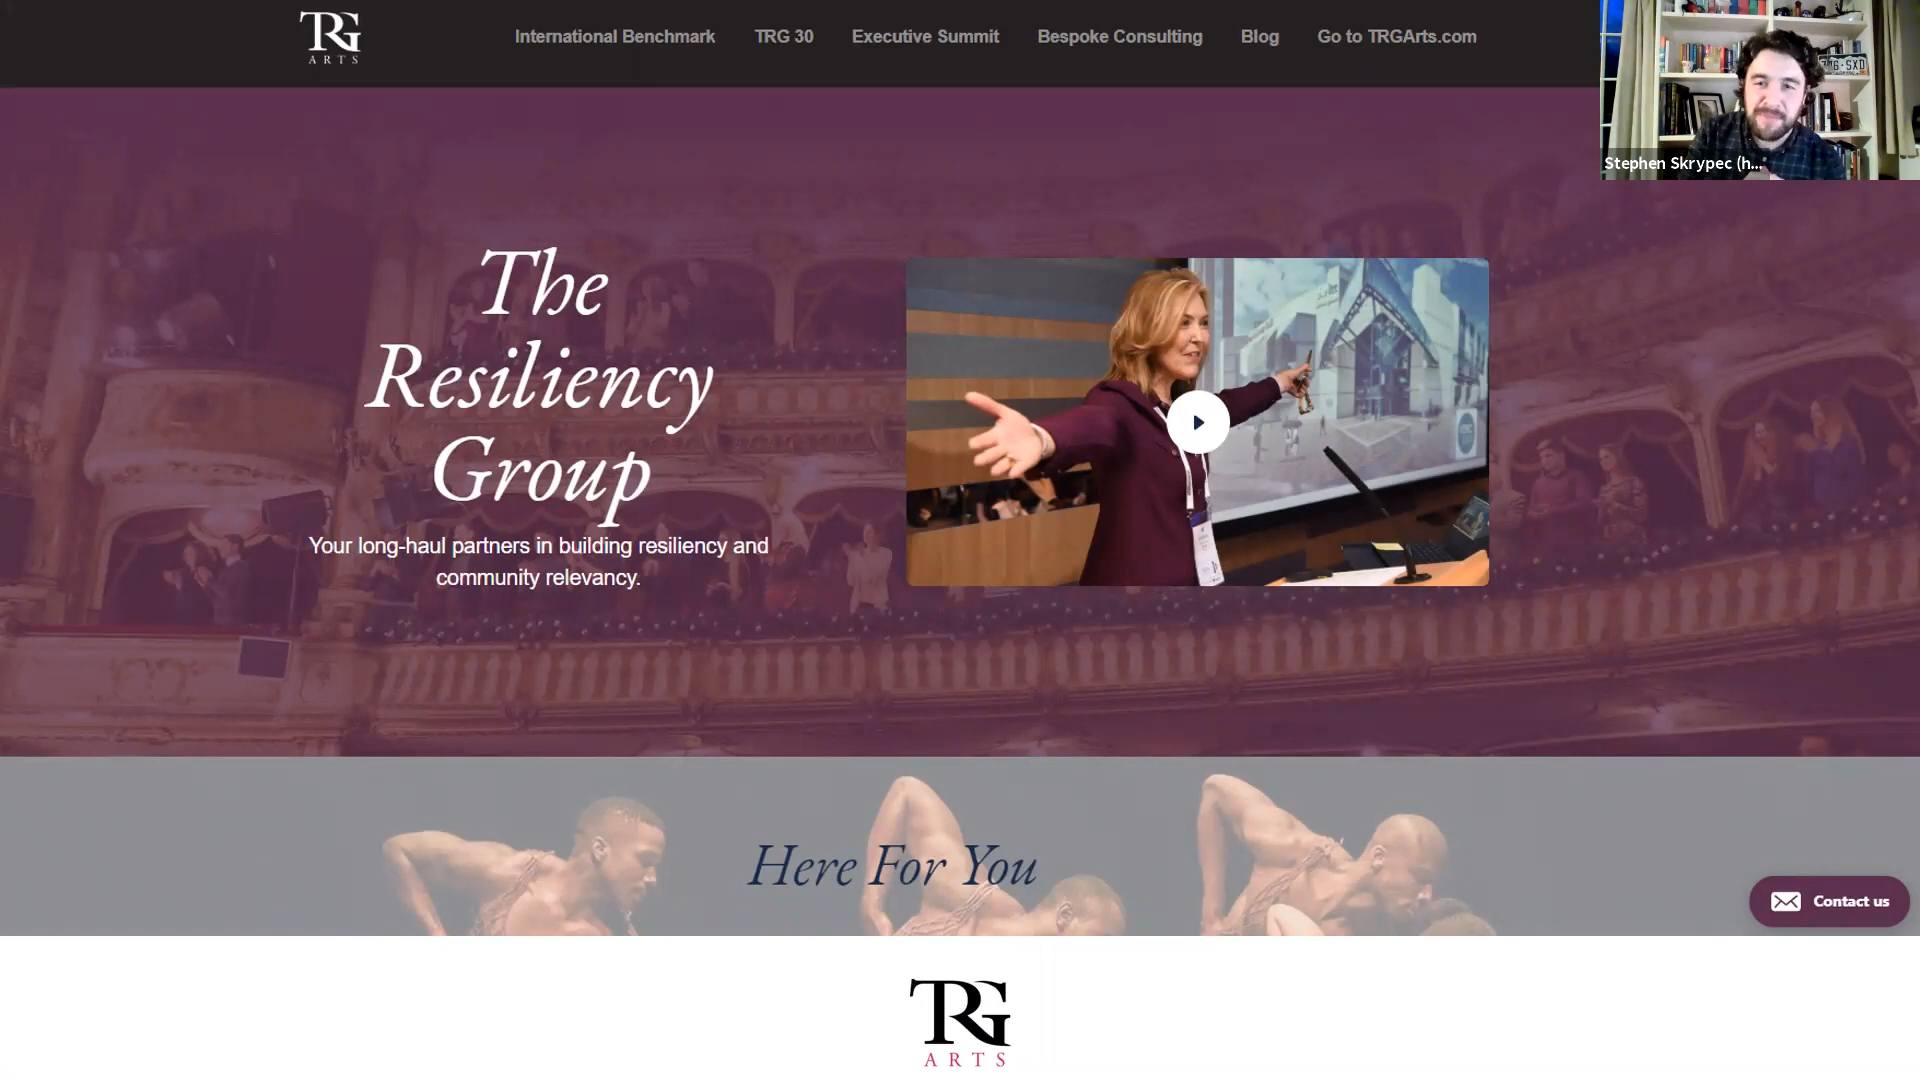 TRG
ARTS
International Benchmark
TRG 30
Executive Summit
Bespoke Consulting
Blog
Go to TRGArts.com
Stephen Skrypec (h...
The
Resiliency
Group
Your long-haul partners in building resiliency and
community relevancy.
Here For You
Contact us
TRG
ARTS